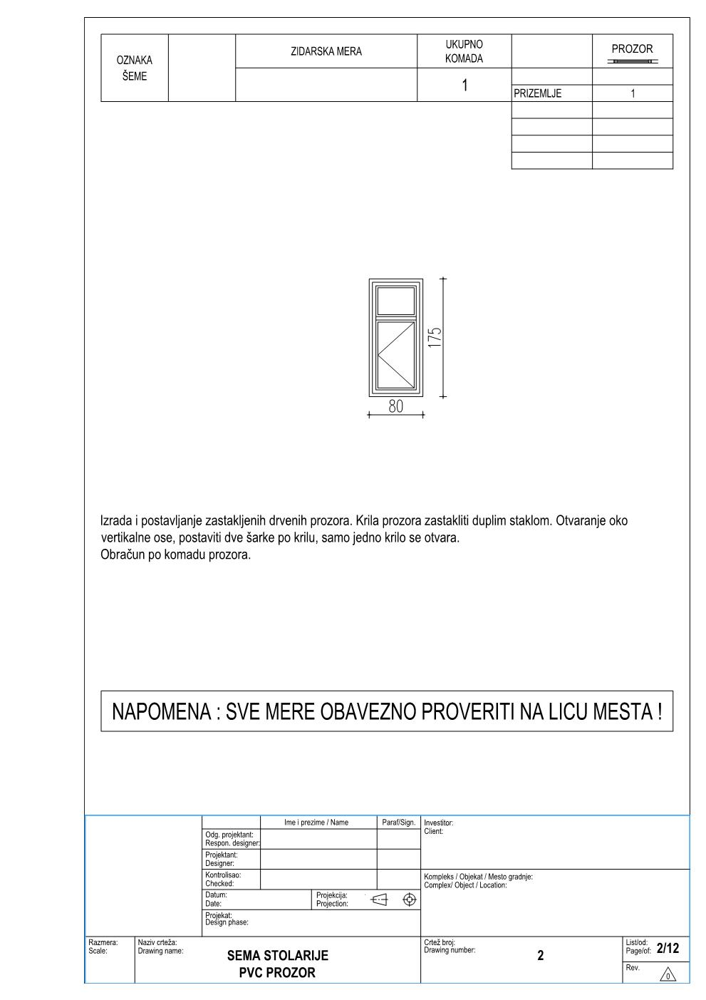 OZNAKA
ŠEME
ZIDARSKA MERA
UKUPNO
KOMADA
PROZOR
1
PRIZEMLJE
1
175
80
Izrada i postavljanje zastakljenih drvenih prozora. Krila prozora zastakliti duplim staklom. Otvaranje oko
vertikalne ose, postaviti dve šarke po krilu, samo jedno krilo se otvara.
Obračun po komadu prozora.
NAPOMENA : SVE MERE OBAVEZNO PROVERITI NA LICU MESTA !
Ime i prezime / Name
Paraf/Sign.
Odg. projektant:
Respon. designer:
Projektant:
Designer:
Kontrolisao:
Checked:
Datum:
Date:
Projekcija:
Projection:
Projekat:
Design phase:
Investitor:
Client:
Kompleks / Objekat / Mesto gradnje:
Complex/ Object / Location:
Razmera:
Scale:
Naziv crteža:
Drawing name:
SEMA STOLARIJE
PVC PROZOR
Crtež broj:
Drawing number:
2
List/od:
Page/of:
2/12
Rev.
0